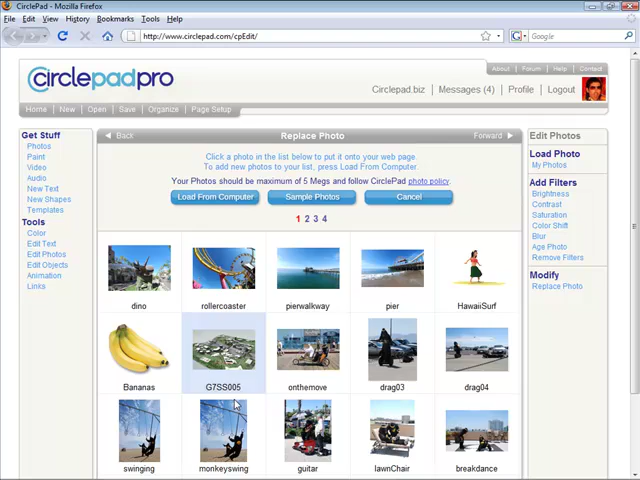 CirclePad - Mozilla Firefox
File Edit View History Bookmarks Tools Help
http://www.circlepad.com/cpEdit/
Google
About Forum Help Contact
circlepadpro
Circlepad.biz Messages (4) Profile Logout
Home New Open Save Organize Page Setup
Get Stuff
Photos
Paint
Video
Audio
New Text
New Shapes
Templates
Tools
Color
Edit Text
Edit Photos
Edit Objects
Animation
Links
Back Replace Photo Forward
Click a photo in the list below to put it onto your web page.
To add new photos to your list, press Load From Computer.
Your Photos should be maximum of 5 Megs and follow CirclePad photo policy.
Load From Computer Sample Photos Cancel
1 2 3 4
dino rollercoaster pierwalkway pier HawaiiSurf
Bananas G7SS005 onthemove drag03 drag04
swinging monkeyswing guitar lawnChair breakdance
Edit Photos
Load Photo
My Photos
Add Filters
Brightness
Contrast
Saturation
Color Shift
Blur
Age Photo
Remove Filters
Modify
Replace Photo